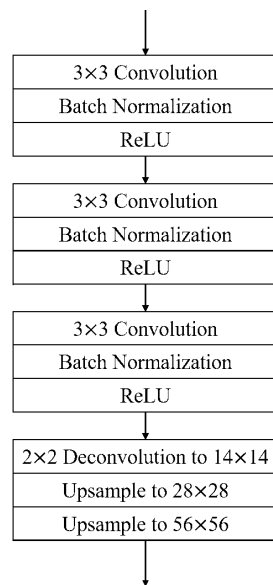 3×3 Convolution
Batch Normalization
ReLU
3×3 Convolution
Batch Normalization
ReLU
3×3 Convolution
Batch Normalization
ReLU
2×2 Deconvolution to 14×14
Upsample to 28×28
Upsample to 56×56